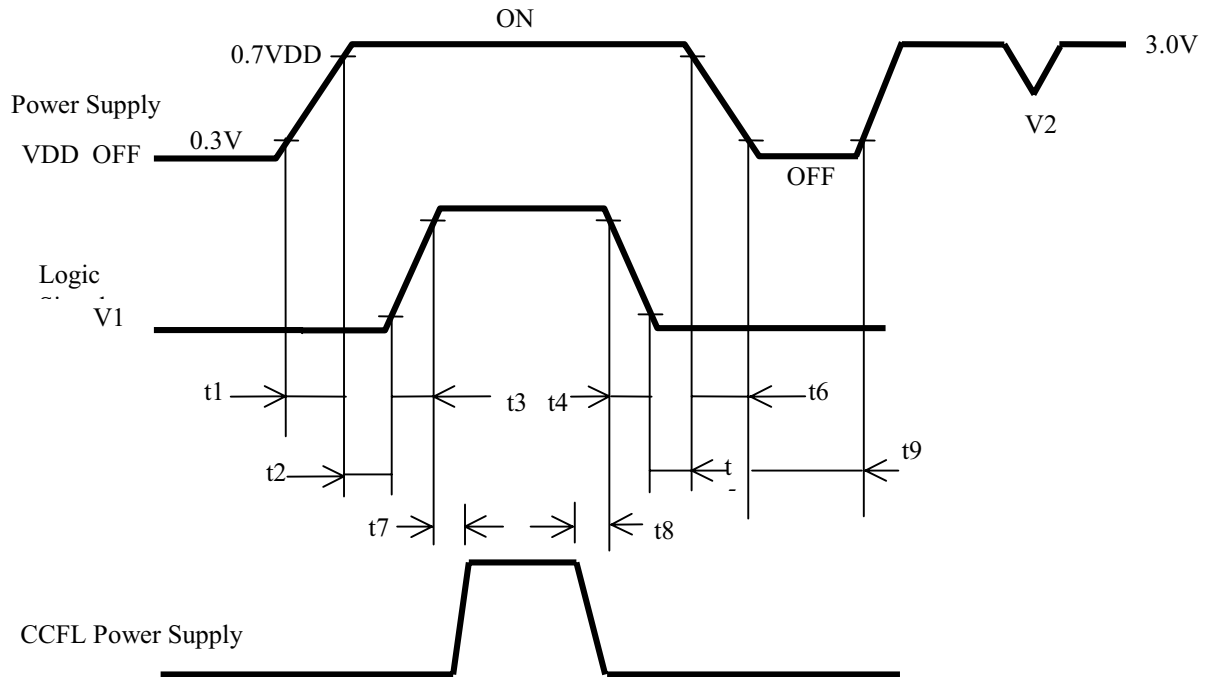 ON
0.7VDD
3.0V
Power Supply
0.3V
V2
VDD OFF
OFF
Logic
V1
t1
t3
t4
t6
t2
t
t9
t7
t8
CCFL Power Supply